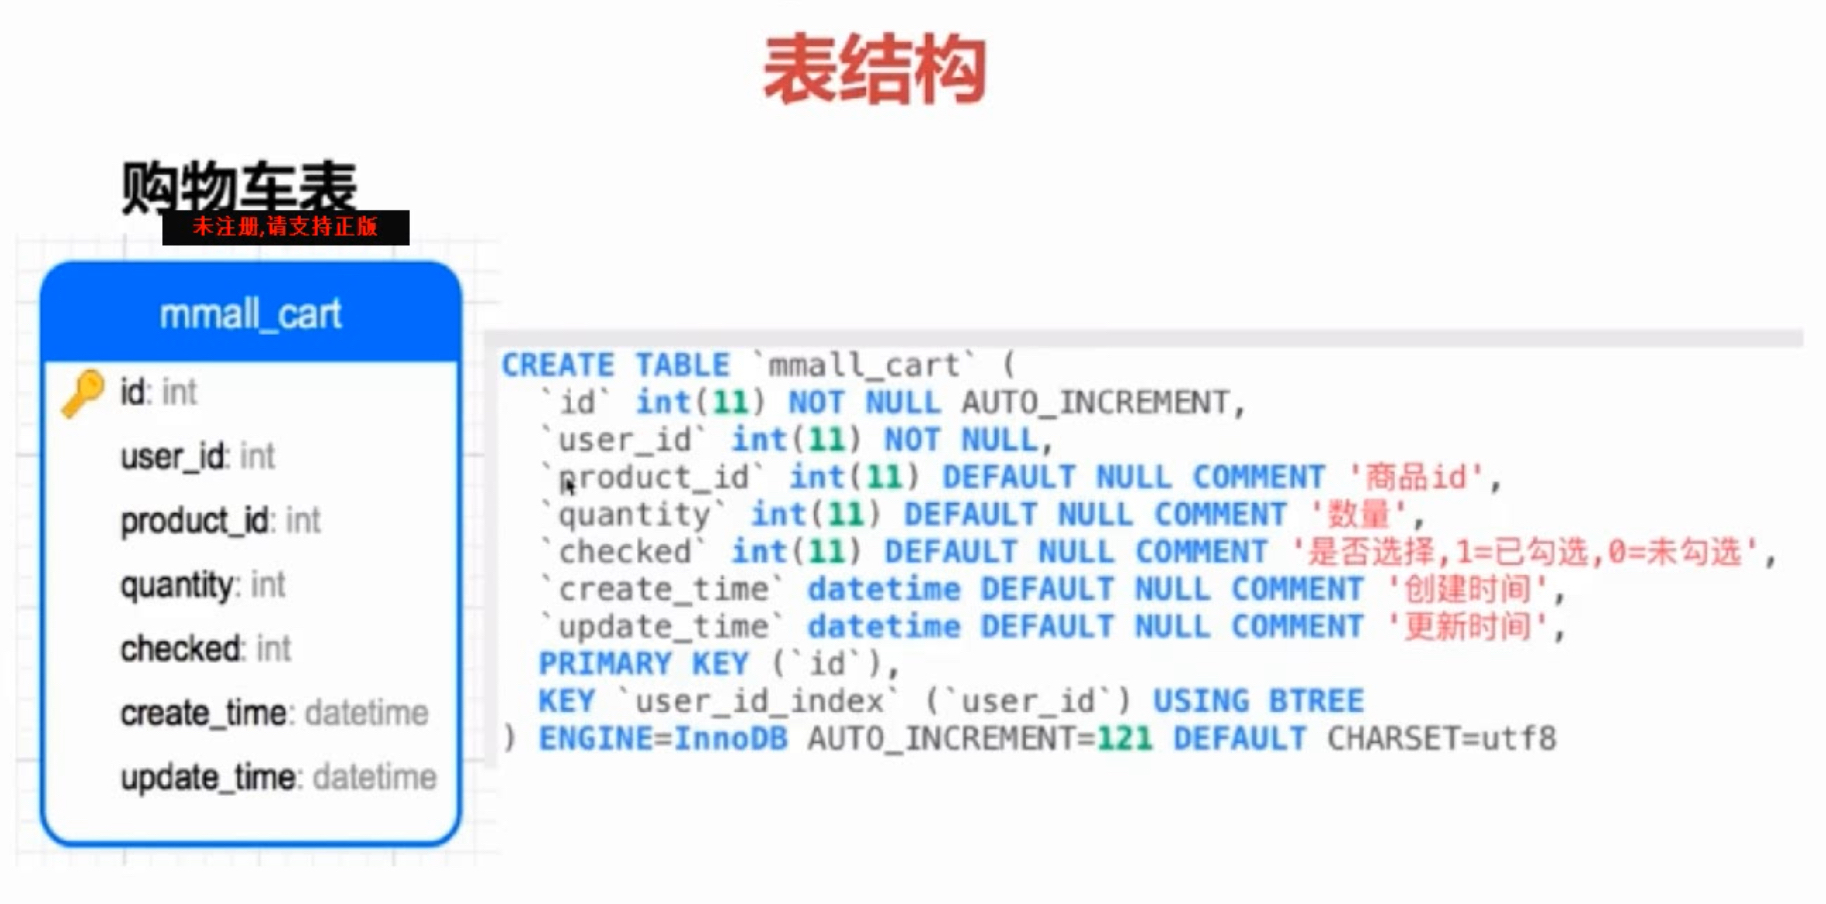 表结构
购物车表
未注册,请支持正版
mmall_cart
id: int
user_id: int
product_id: int
quantity: int
checked: int
create_time: datetime
update_time: datetime
CREATE TABLE `mmall_cart` (
`id` int(11) NOT NULL AUTO_INCREMENT,
`user_id` int(11) NOT NULL,
`product_id` int(11) DEFAULT NULL COMMENT '商品id',
`quantity` int(11) DEFAULT NULL COMMENT '数量',
`checked` int(11) DEFAULT NULL COMMENT '是否选择,1=已勾选,0=未勾选',
`create_time` datetime DEFAULT NULL COMMENT '创建时间',
`update_time` datetime DEFAULT NULL COMMENT '更新时间',
PRIMARY KEY (`id`),
KEY `user_id_index` (`user_id`) USING BTREE
) ENGINE=InnoDB AUTO_INCREMENT=121 DEFAULT CHARSET=utf8